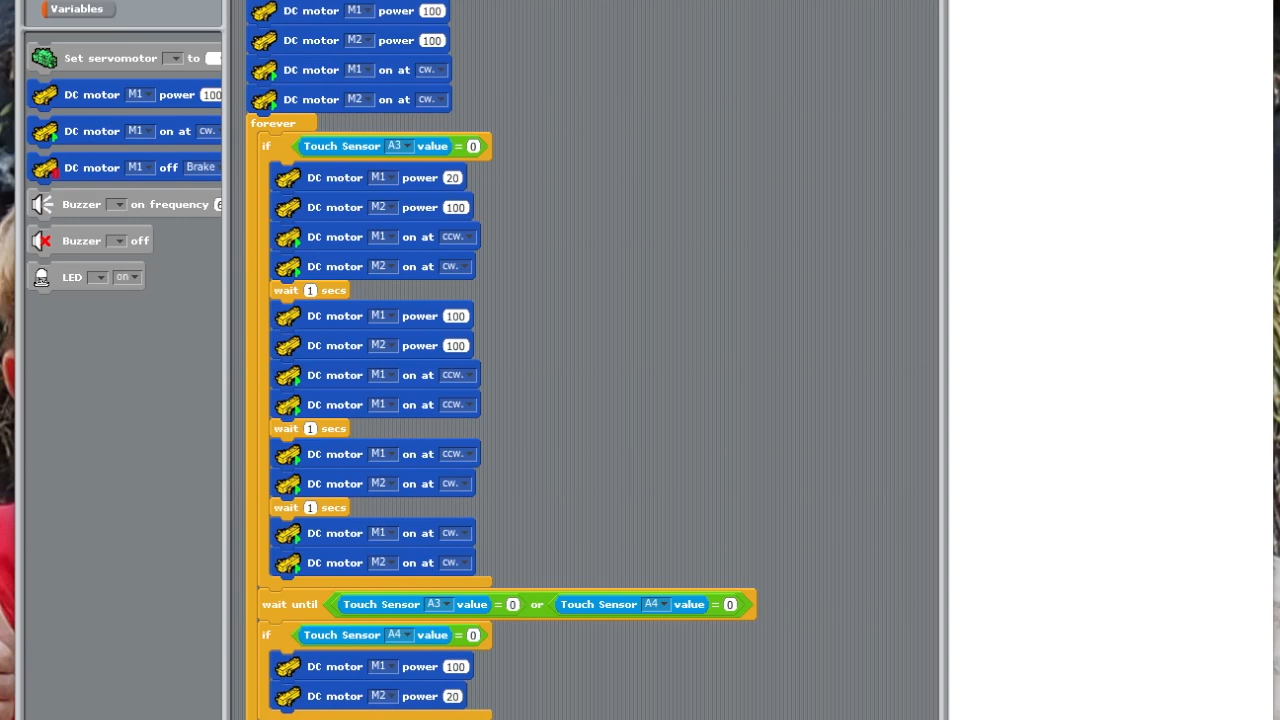 Variables
Set servomotor to
DC motor M1 power 100
DC motor M1 on at cw.
DC motor M1 off Brake
Buzzer on frequency
Buzzer off
LED on
DC motor M1 power 100
DC motor M2 power 100
DC motor M1 on at cw.
DC motor M2 on at cw.
forever
if Touch Sensor A3 value = 0
DC motor M1 power 20
DC motor M2 power 100
DC motor M1 on at ccw.
DC motor M2 on at cw.
wait 1 secs
DC motor M1 power 100
DC motor M2 power 100
DC motor M1 on at ccw.
DC motor M1 on at ccw.
wait 1 secs
DC motor M1 on at ccw.
DC motor M2 on at cw.
wait 1 secs
DC motor M1 on at cw.
DC motor M2 on at cw.
wait until Touch Sensor A3 value = 0 or Touch Sensor A4 value = 0
if Touch Sensor A4 value = 0
DC motor M1 power 100
DC motor M2 power 20